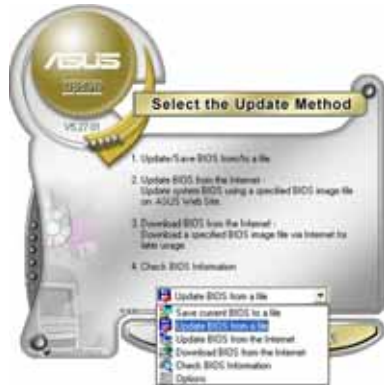 ASUS
Update
V6.27.01
Select the Update Method
1. Update/Save BIOS from/to a file
2. Update BIOS from the Internet :
Update system BIOS using a specified BIOS image file
on ASUS Web Site.
3. Download BIOS from the Internet :
Download a specified BIOS image file via Internet for
later usage.
4. Check BIOS Information
Update BIOS from a file
Save current BIOS to a file
Update BIOS from a file
Update BIOS from the Internet
Download BIOS from the Internet
Check BIOS Information
Options